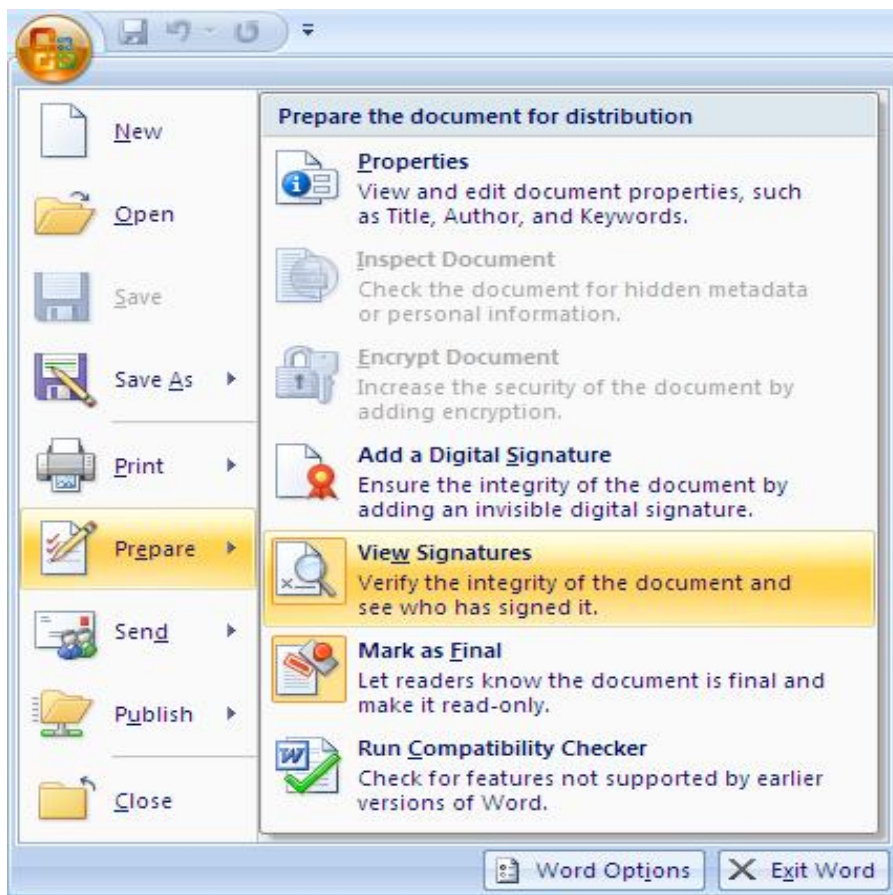 New
Open
Save
Save As
Print
Prepare
Send
Publish
Close
Prepare the document for distribution
Properties
View and edit document properties, such
as Title, Author, and Keywords.
Inspect Document
Check the document for hidden metadata
or personal information.
Encrypt Document
Increase the security of the document by
adding encryption.
Add a Digital Signature
Ensure the integrity of the document by
adding an invisible digital signature.
View Signatures
Verify the integrity of the document and
see who has signed it.
Mark as Final
Let readers know the document is final and
make it read-only.
Run Compatibility Checker
Check for features not supported by earlier
versions of Word.
Word Options
Exit Word